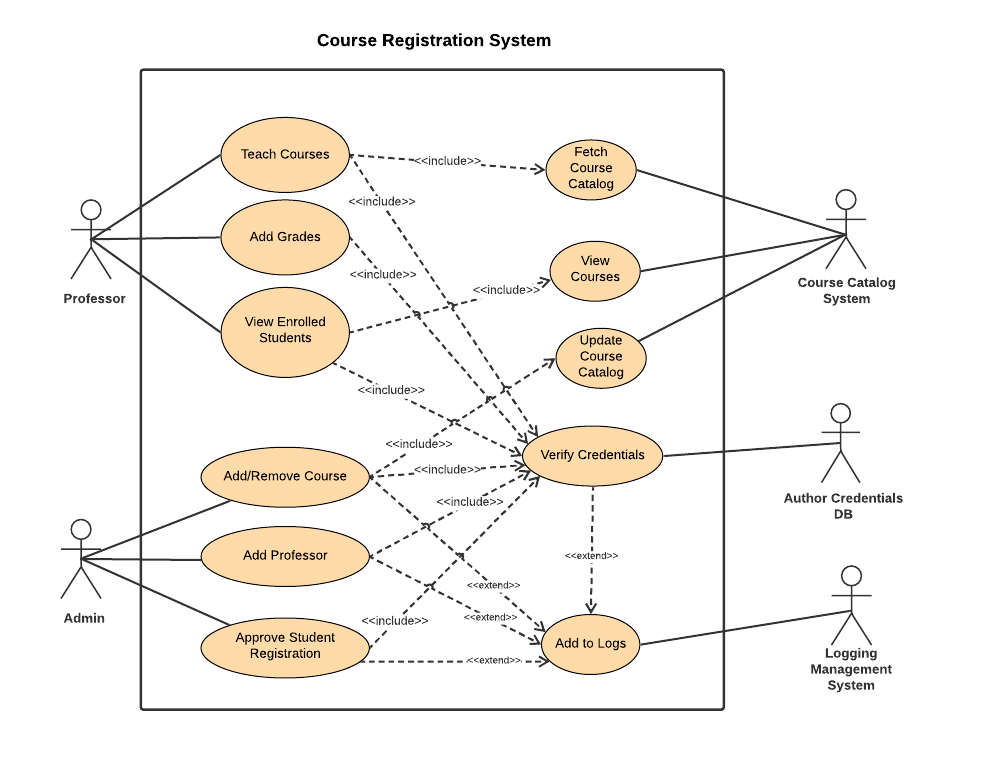 Course Registration System
Teach Courses
<<include>>
Fetch
Course
Catalog
<<include>>
Add Grades
<<include>>
View
Courses
<<include>>
Professor
Course Catalog
System
View Enrolled
Students
Update
Course
Catalog
<<include>>
<<include>>
Verify Credentials
Add/Remove Course
<<include>>
Author Credentials
DB
<<include>>
Add Professor
<<extend>>
<<extend>>
Admin
<<extend>>
<<include>>
Approve Student
Registration
Add to Logs
<<extend>>
Logging
Management
System